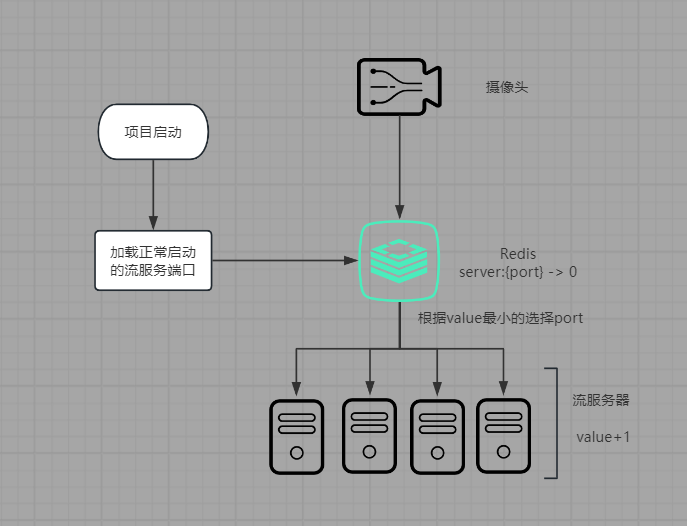 摄像头
项目启动
加载正常启动
的流服务端口
Redis
server:{port} -> 0
根据value最小的选择port
流服务器
value+1